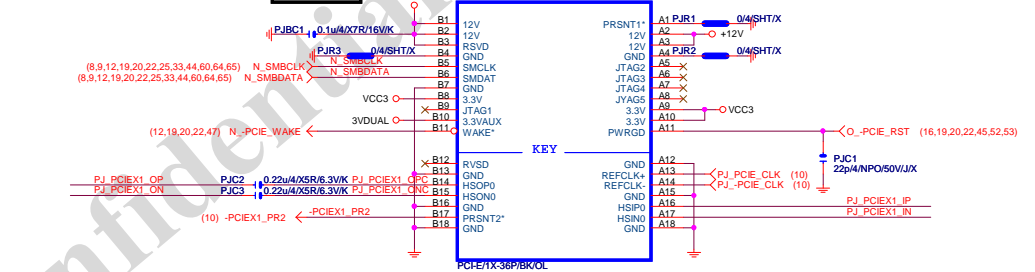 B1 12V PRSNT1* A1 PJR1 0/4/SHT/X
PJBC1 0.1u/4/X7R/16V/K B2 12V 12V A2 +12V
B3 RSVD 12V A3
PJR3 0/4/SHT/X B4 GND GND A4 PJR2 0/4/SHT/X
(8,9,12,19,20,22,25,33,44,60,64,65) N_SMBCLK N_SMBCLK B5 SMCLK JTAG2 A5
(8,9,12,19,20,22,25,33,44,60,64,65) N_SMBDATA N_SMBDATA B6 SMDAT JTAG3 A6
B7 GND JTAG4 A7
VCC3 B8 3.3V JYAG5 A8
B9 JTAG1 3.3V A9 VCC3
3VDUAL B10 3.3VAUX 3.3V A10
(12,19,20,22,47) N_-PCIE_WAKE B11 WAKE* PWRGD A11 O_-PCIE_RST (16,19,20,22,45,52,53)
KEY
B12 RVSD GND A12 PJC1
B13 GND REFCLK+ A13 PJ_PCIE_CLK (10) 22p/4/NPO/50V/J/X
PJ_PCIEX1_OP PJC2 0.22u/4/X5R/6.3V/K PJ_PCIEX1_OPC B14 HSOP0 REFCLK- A14 PJ_-PCIE_CLK (10)
PJ_PCIEX1_ON PJC3 0.22u/4/X5R/6.3V/K PJ_PCIEX1_ONC B15 HSON0 GND A15
B16 GND HSIP0 A16 PJ_PCIEX1_IP
(10) -PCIEX1_PR2 -PCIEX1_PR2 B17 PRSNT2* HSIN0 A17 PJ_PCIEX1_IN
B18 GND GND A18
PCI-E/1X-36P/BK/OL
nfidential